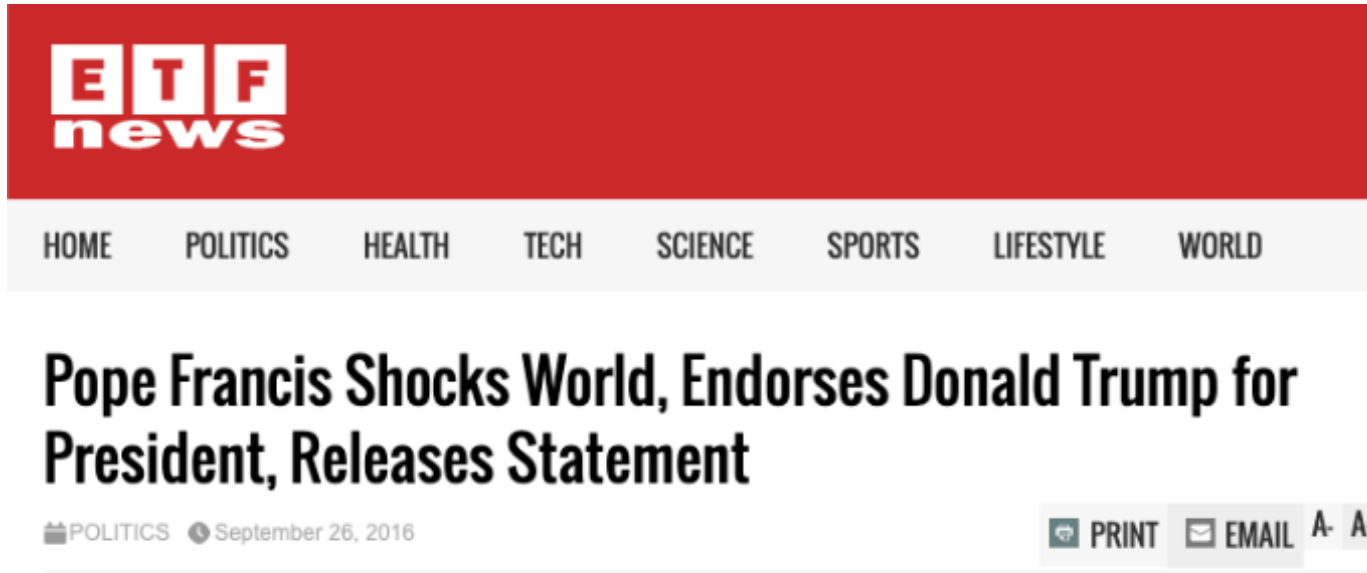 E T F
news
HOME POLITICS HEALTH TECH SCIENCE SPORTS LIFESTYLE WORLD
Pope Francis Shocks World, Endorses Donald Trump for
President, Releases Statement
POLITICS September 26, 2016 PRINT EMAIL A- A